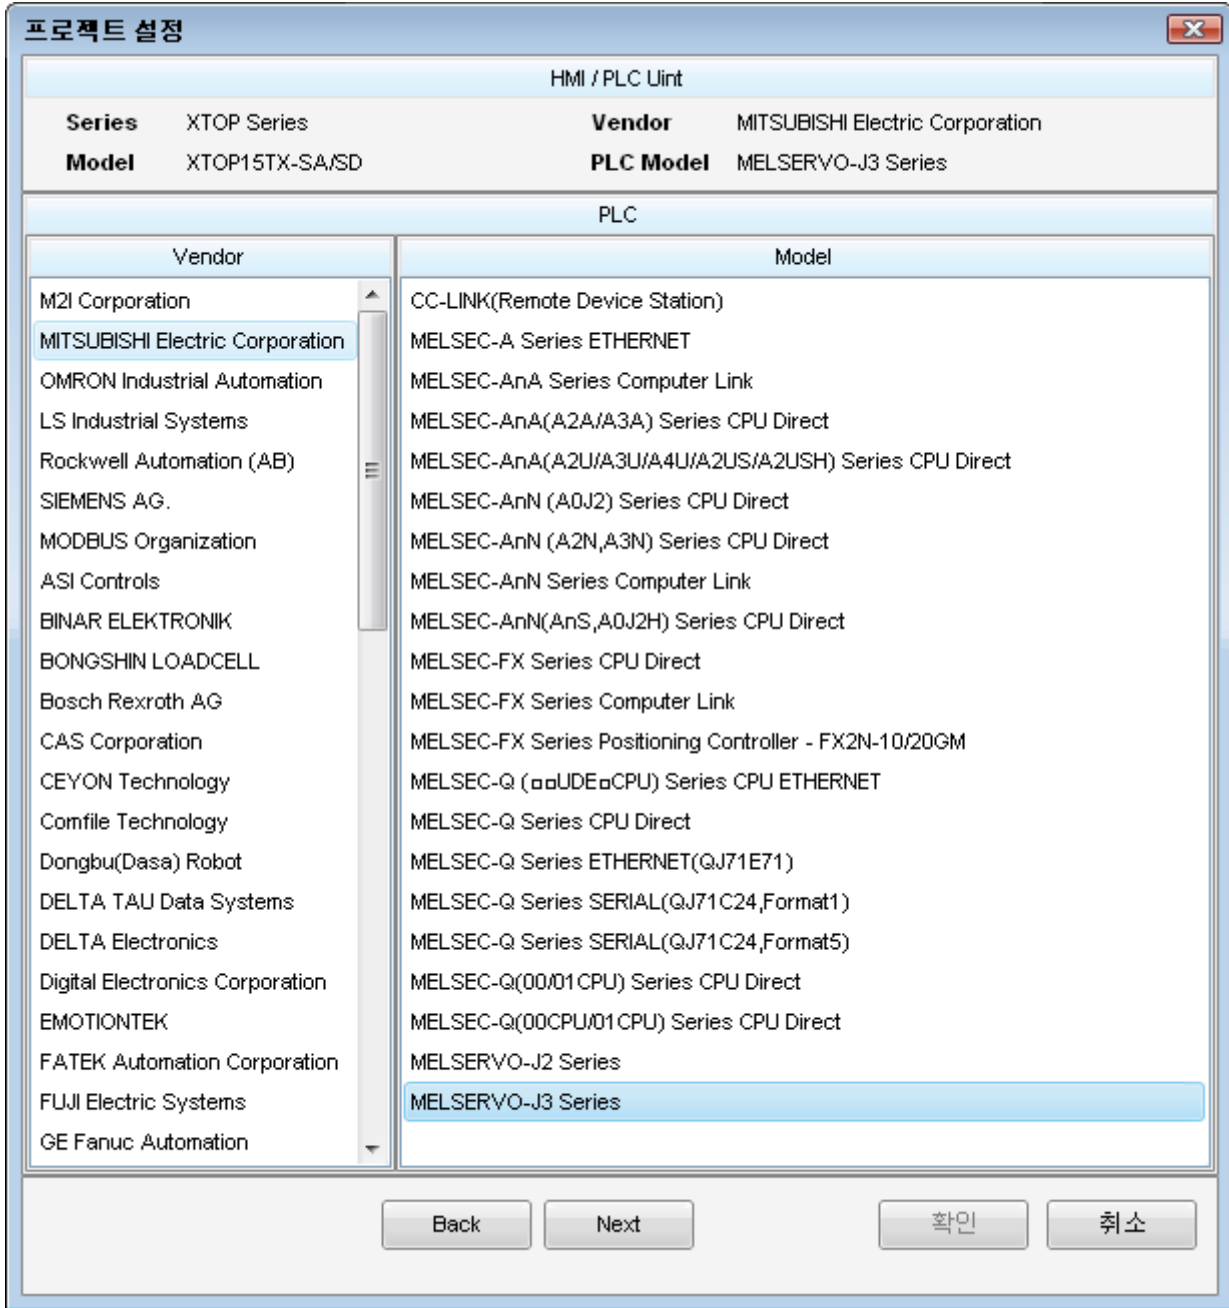 프로젝트 설정
HMI / PLC Uint
Series XTOP Series Vendor MITSUBISHI Electric Corporation
Model XTOP15TX-SA/SD PLC Model MELSERVO-J3 Series
PLC
Vendor
M2I Corporation
MITSUBISHI Electric Corporation
OMRON Industrial Automation
LS Industrial Systems
Rockwell Automation (AB)
SIEMENS AG.
MODBUS Organization
ASI Controls
BINAR ELEKTRONIK
BONGSHIN LOADCELL
Bosch Rexroth AG
CAS Corporation
CEYON Technology
Comfile Technology
Dongbu(Dasa) Robot
DELTA TAU Data Systems
DELTA Electronics
Digital Electronics Corporation
EMOTIONTEK
FATEK Automation Corporation
FUJI Electric Systems
GE Fanuc Automation
Model
CC-LINK(Remote Device Station)
MELSEC-A Series ETHERNET
MELSEC-AnA Series Computer Link
MELSEC-AnA(A2A/A3A) Series CPU Direct
MELSEC-AnA(A2U/A3U/A4U/A2US/A2USH) Series CPU Direct
MELSEC-AnN (A0J2) Series CPU Direct
MELSEC-AnN (A2N,A3N) Series CPU Direct
MELSEC-AnN Series Computer Link
MELSEC-AnN(AnS,A0J2H) Series CPU Direct
MELSEC-FX Series CPU Direct
MELSEC-FX Series Computer Link
MELSEC-FX Series Positioning Controller - FX2N-10/20GM
MELSEC-Q (□□UDE□CPU) Series CPU ETHERNET
MELSEC-Q Series CPU Direct
MELSEC-Q Series ETHERNET(QJ71E71)
MELSEC-Q Series SERIAL(QJ71C24,Format1)
MELSEC-Q Series SERIAL(QJ71C24,Format5)
MELSEC-Q(00/01CPU) Series CPU Direct
MELSEC-Q(00CPU/01CPU) Series CPU Direct
MELSERVO-J2 Series
MELSERVO-J3 Series
Back Next 확인 취소